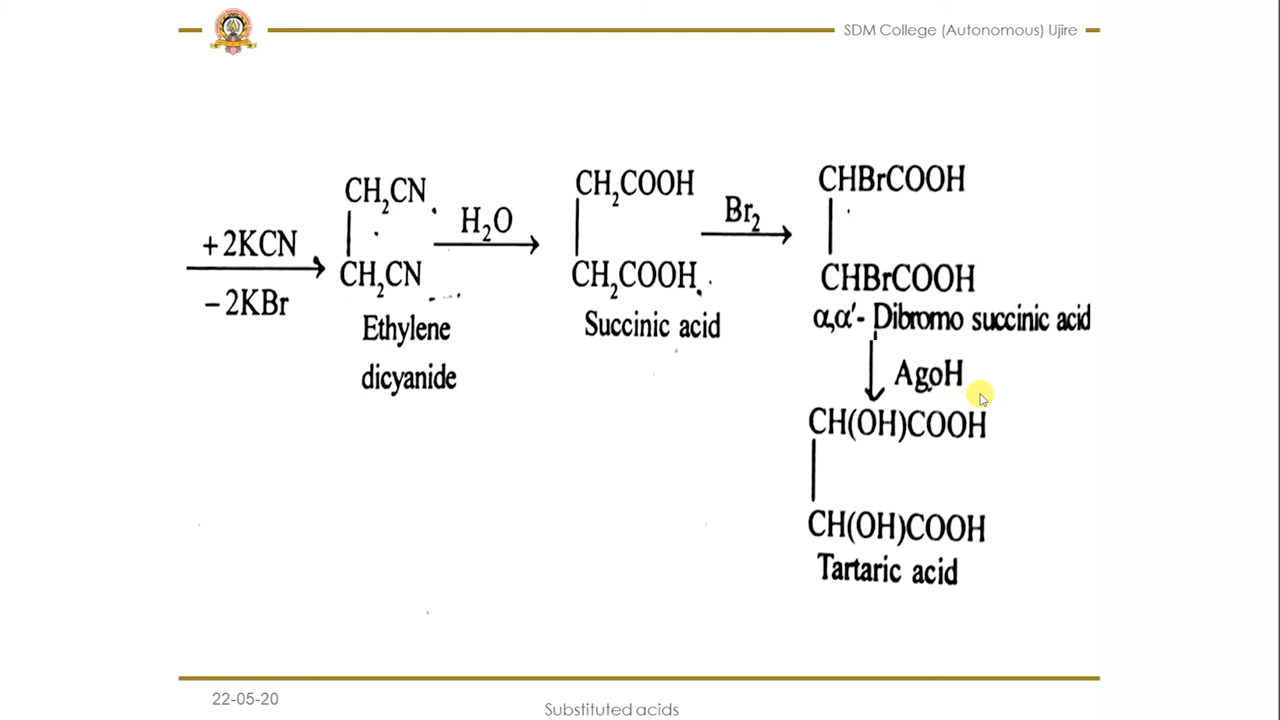 SDM College (Autonomous) Ujire
+2KCN
−2KBr
CH₂CN
CH₂CN
Ethylene
dicyanide
H₂O
CH₂COOH
CH₂COOH
Succinic acid
Br₂
CHBrCOOH
CHBrCOOH
α,α′- Dibromo succinic acid
AgoH
CH(OH)COOH
CH(OH)COOH
Tartaric acid
22-05-20
Substituted acids